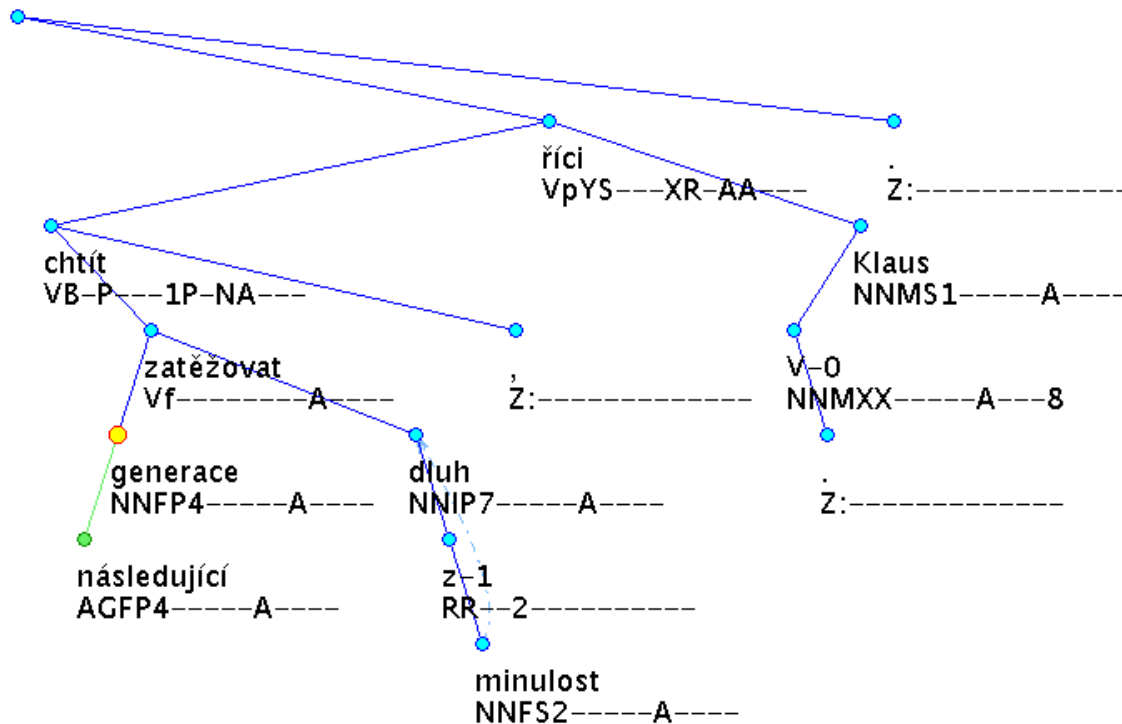 říci
VpYS---XR-AA---
.
Z:-------------
chtít
VB-P---1P-NA---
Klaus
NNMS1-----A----
zatěžovat
Vf--------A----
,
Z:-------------
V-0
NNMXX-----A---8
generace
NNFP4-----A----
dluh
NNIP7-----A----
.
Z:-------------
následující
AGFP4-----A----
z-1
RR--2----------
minulost
NNFS2-----A----